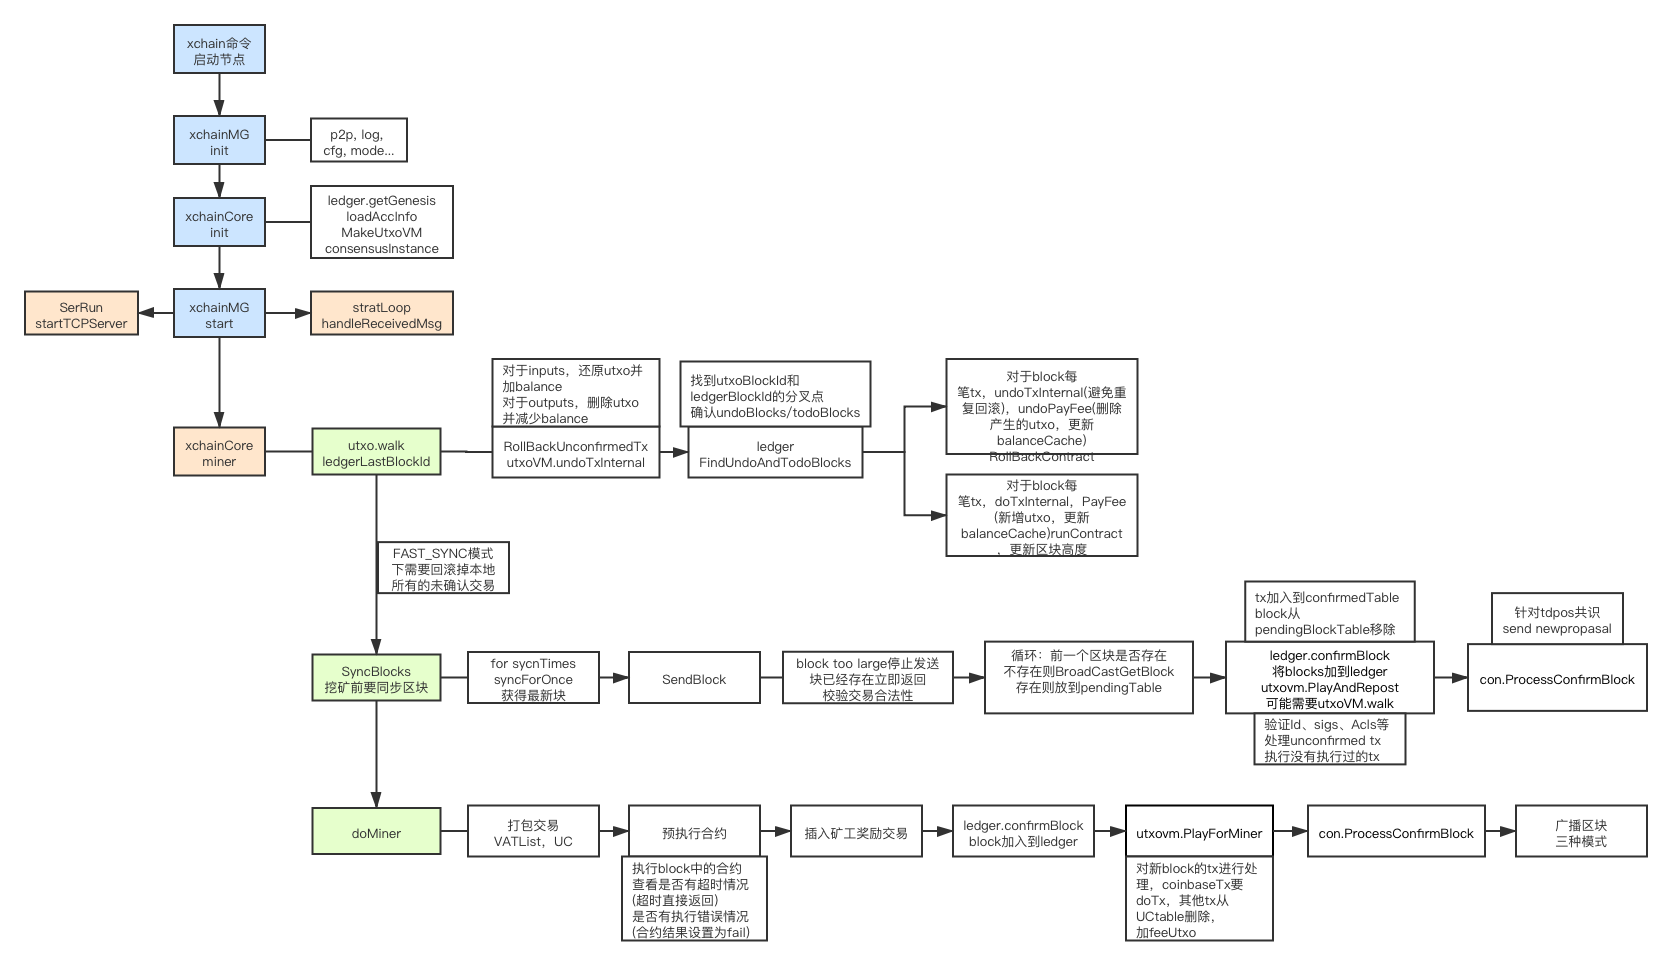 xchain命令
启动节点
xchainMG
init
p2p, log,
cfg, mode...
xchainCore
init
ledger.getGenesis
loadAccInfo
MakeUtxoVM
consensusInstance
SerRun
startTCPServer
xchainMG
start
stratLoop
handleReceivedMsg
xchainCore
miner
utxo.walk
ledgerLastBlockId
对于inputs，还原utxo并
加balance
对于outputs，删除utxo
并减少balance
RollBackUnconfirmedTx
utxoVM.undoTxInternal
找到utxoBlockId和
ledgerBlockId的分叉点
确认undoBlocks/todoBlocks
ledger
FindUndoAndTodoBlocks
对于block每
笔tx，undoTxInternal(避免重
复回滚)，undoPayFee(删除
产生的utxo，更新
balanceCache)
RollBackContract
对于block每
笔tx，doTxInternal，PayFee
(新增utxo，更新
balanceCache)runContract
，更新区块高度
FAST_SYNC模式
下需要回滚掉本地
所有的未确认交易
SyncBlocks
挖矿前要同步区块
for sycnTimes
syncForOnce
获得最新块
SendBlock
block too large停止发送
块已经存在立即返回
校验交易合法性
循环：前一个区块是否存在
不存在则BroadCastGetBlock
存在则放到pendingTable
tx加入到confirmedTable
block从
pendingBlockTable移除
ledger.confirmBlock
将blocks加到ledger
utxovm.PlayAndRepost
可能需要utxoVM.walk
验证Id、sigs、Acls等
处理unconfirmed tx
执行没有执行过的tx
针对tdpos共识
send newpropasal
con.ProcessConfirmBlock
doMiner
打包交易
VATList，UC
预执行合约
执行block中的合约
查看是否有超时情况
(超时直接返回)
是否有执行错误情况
(合约结果设置为fail)
插入矿工奖励交易
ledger.confirmBlock
block加入到ledger
utxovm.PlayForMiner
对新block的tx进行处
理，coinbaseTx要
doTx，其他tx从
UCtable删除，
加feeUtxo
con.ProcessConfirmBlock
广播区块
三种模式